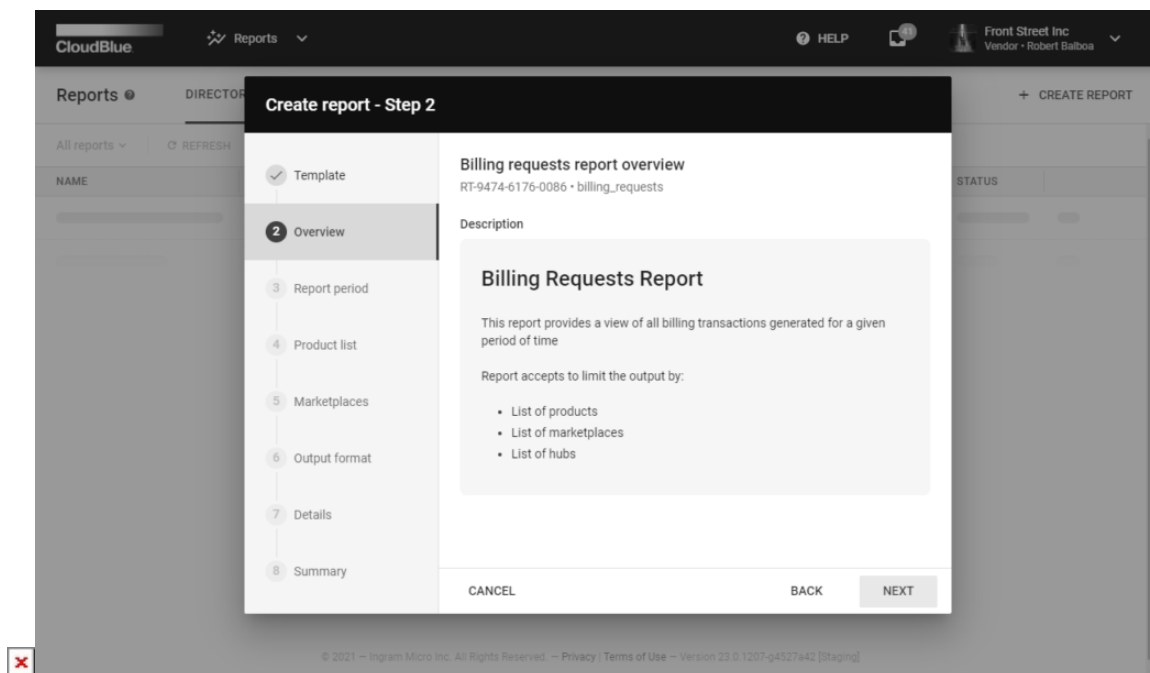 CloudBlue
Reports
HELP
41
Front Street Inc
Vendor • Robert Balboa
Reports
DIRECTOR
+ CREATE REPORT
All reports
REFRESH
NAME
STATUS
Create report - Step 2
Template
2 Overview
3 Report period
4 Product list
5 Marketplaces
6 Output format
7 Details
8 Summary
Billing requests report overview
RT-9474-6176-0086 • billing_requests
Description
Billing Requests Report
This report provides a view of all billing transactions generated for a given
period of time
Report accepts to limit the output by:
• List of products
• List of marketplaces
• List of hubs
CANCEL
BACK
NEXT
© 2021 — Ingram Micro Inc. All Rights Reserved. — Privacy | Terms of Use — Version 23.0.1207-g4527a42 [Staging]